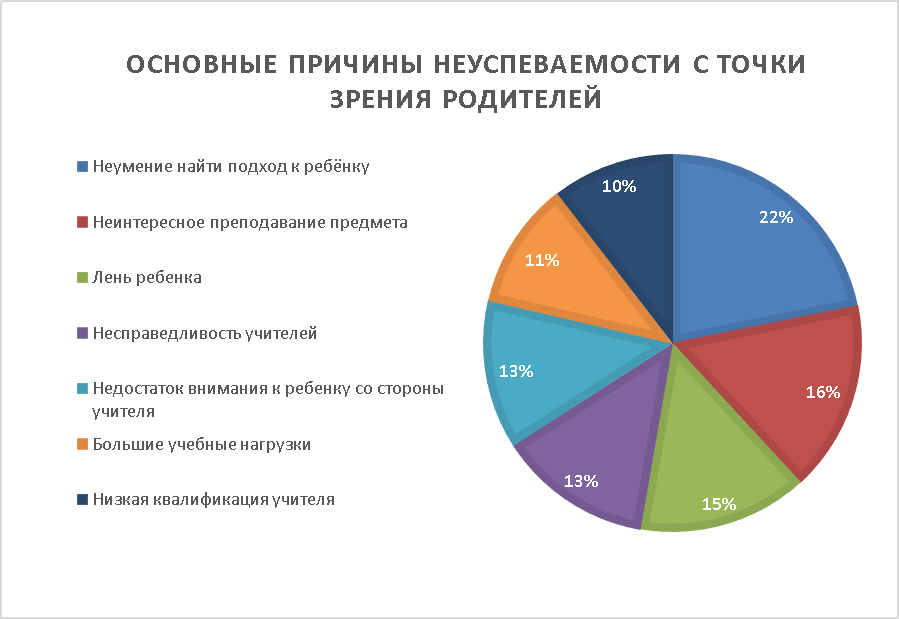 ОСНОВНЫЕ ПРИЧИНЫ НЕУСПЕВАЕМОСТИ С ТОЧКИ
ЗРЕНИЯ РОДИТЕЛЕЙ
Неумение найти подход к ребёнку
Неинтересное преподавание предмета
Лень ребенка
Несправедливость учителей
Недостаток внимания к ребенку со стороны
учителя
Большие учебные нагрузки
Низкая квалификация учителя
22%
16%
15%
13%
13%
11%
10%